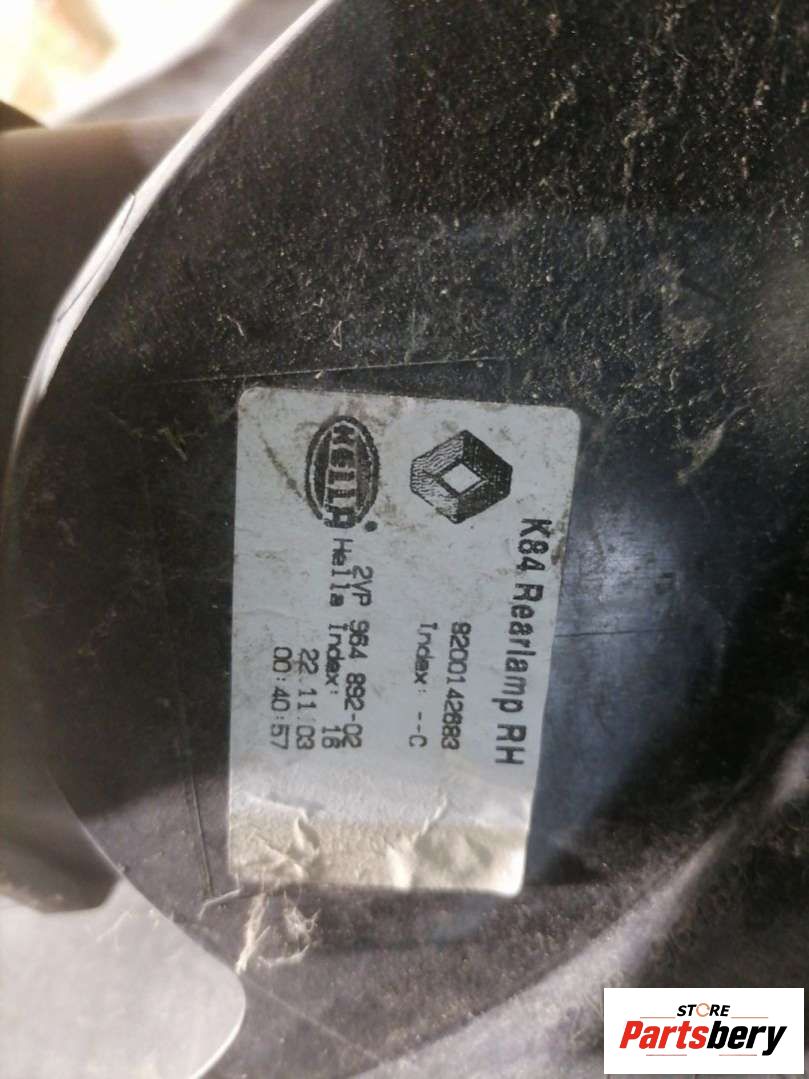 K84 Rearlamp RH
8200142683
Index: --C
HELLA
2VP 964 892-02
Hella Index: 16
22.11.03
00:40:57
STORE
Partsbery